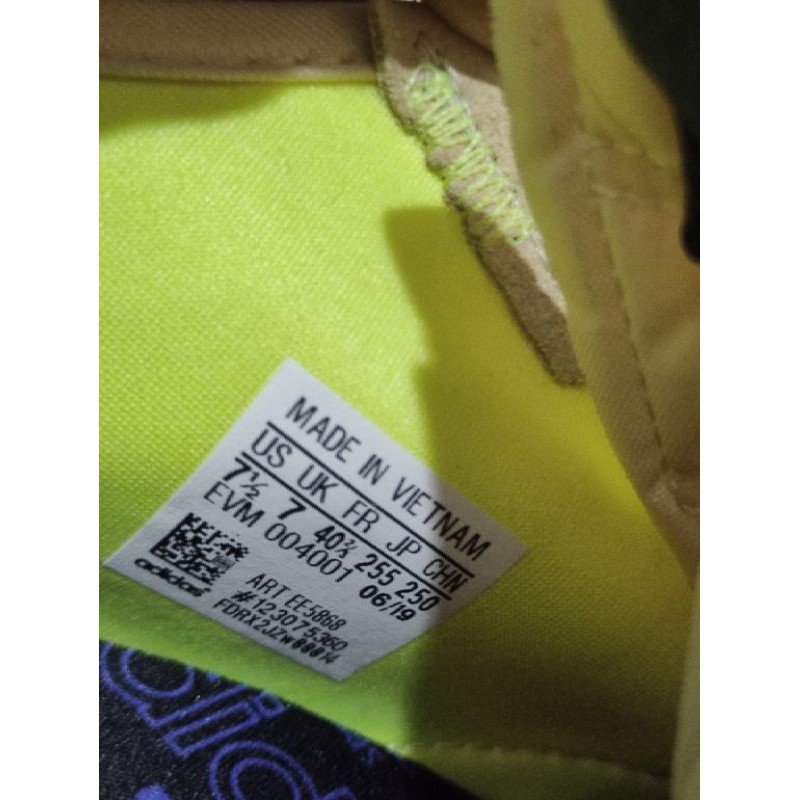 MADE IN VIETNAM
US UK FR JP CHN
7½ 7 40⅔ 255 250
EVM 004001 06/19
adidas
ART EE5868
#123075360